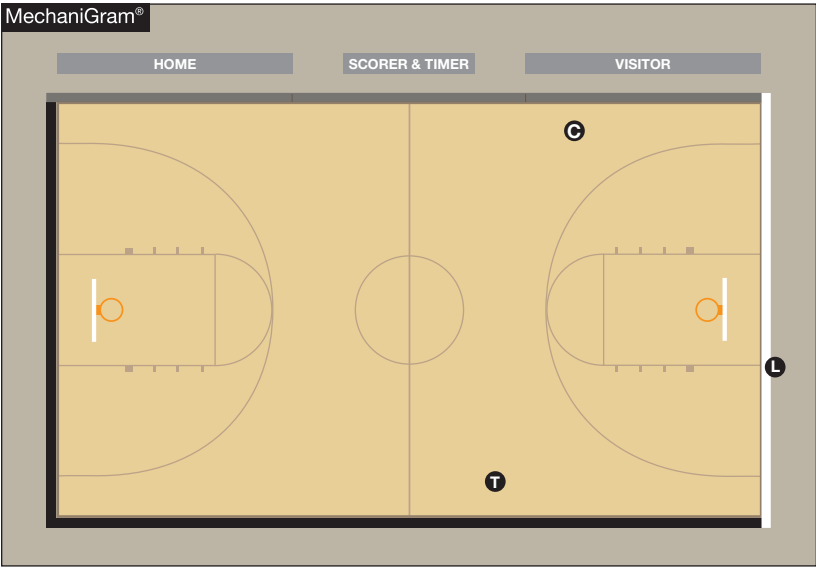 MechaniGram®
HOME
SCORER & TIMER
VISITOR
C
L
T